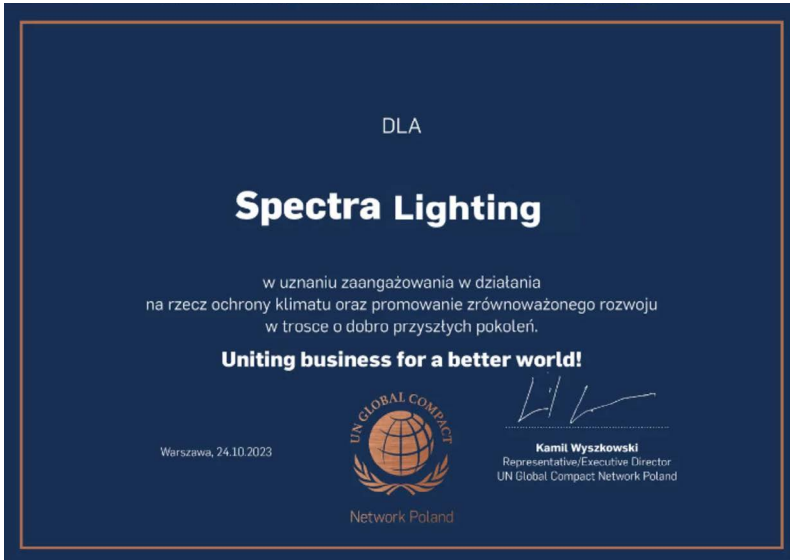 DLA
Spectra Lighting
w uznaniu zaangażowania w działania
na rzecz ochrony klimatu oraz promowanie zrównoważonego rozwoju
w trosce o dobro przyszłych pokoleń.
Uniting business for a better world!
UN GLOBAL COMPACT
Network Poland
Warszawa, 24.10.2023
Kamil Wyszkowski
Representative/Executive Director
UN Global Compact Network Poland